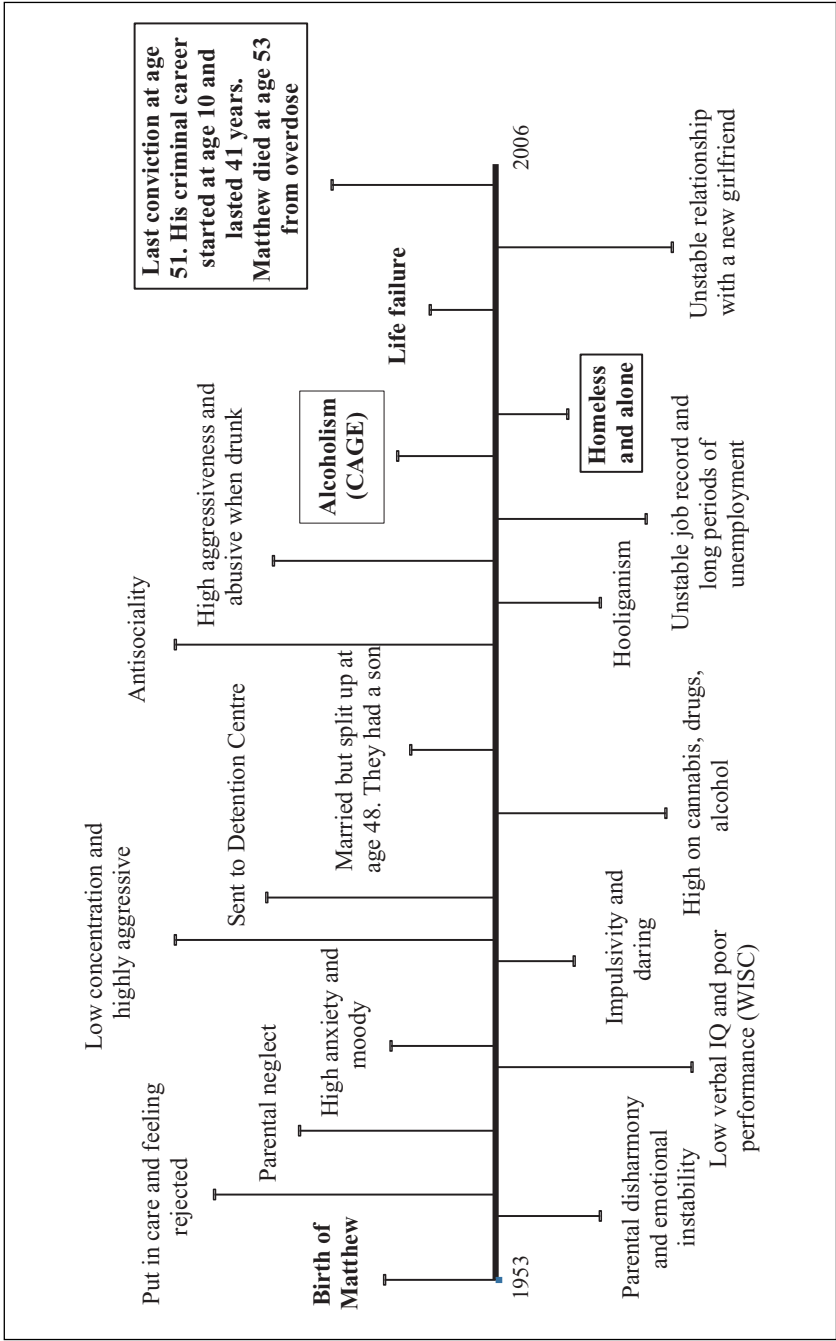 Put in care and feeling
rejected
Low concentration and
highly aggressive
Antisociality
Last conviction at age
51. His criminal career
started at age 10 and
lasted 41 years.
Matthew died at age 53
from overdose
Parental neglect
Sent to Detention Centre
High aggressiveness and
abusive when drunk
Birth of
Matthew
High anxiety and
moody
Married but split up at
age 48. They had a son
Alcoholism
(CAGE)
Life failure
1953
2006
Parental disharmony
and emotional
instability
Low verbal IQ and poor
performance (WISC)
Impulsivity and
daring
High on cannabis, drugs,
alcohol
Hooliganism
Unstable job record and
long periods of
unemployment
Homeless
and alone
Unstable relationship
with a new girlfriend